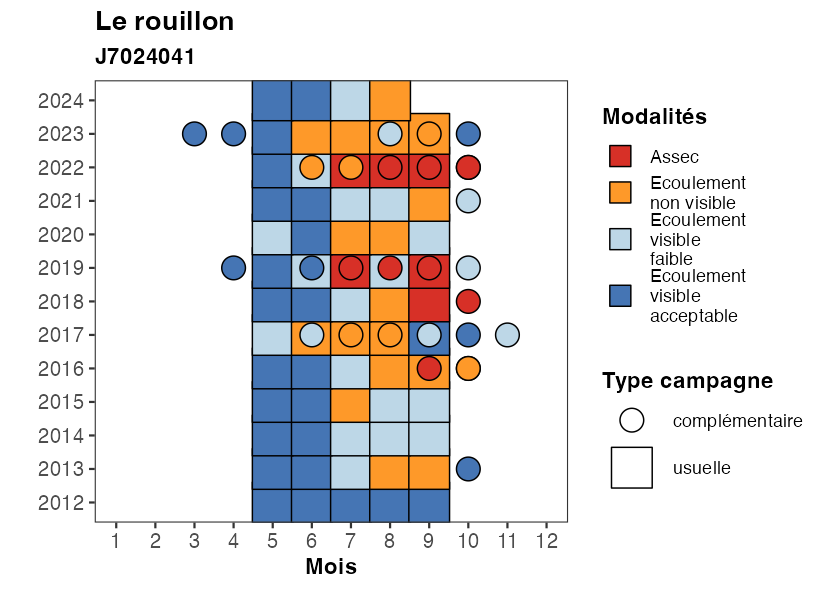 Le rouillon
J7024041
2024
2023
2022
2021
2020
2019
2018
2017
2016
2015
2014
2013
2012
1 2 3 4 5 6 7 8 9 10 11 12
Mois
Modalités
Assec
Ecoulement
non visible
Ecoulement
visible
faible
Ecoulement
visible
acceptable
Type campagne
complémentaire
usuelle